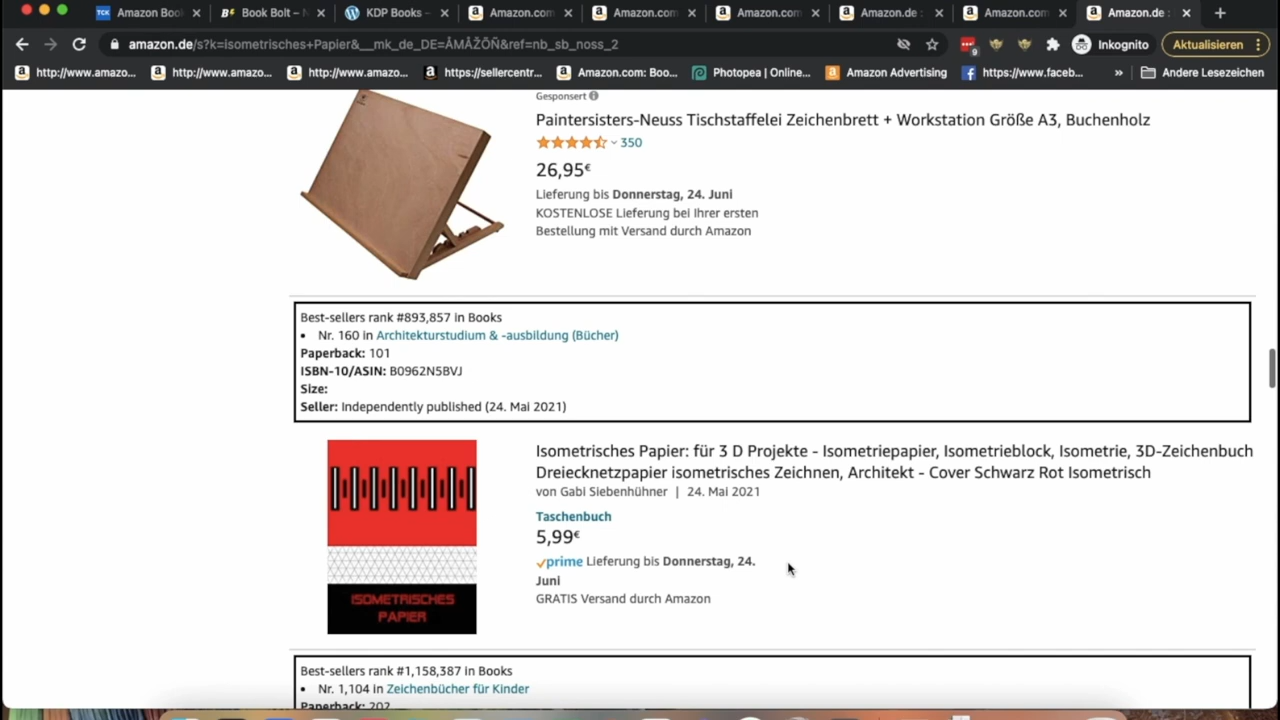 TCK Amazon Boo
B⚡ Book Bolt – N
KDP Books –
Amazon.com
Amazon.com
Amazon.com
Amazon.de :
Amazon.com
Amazon.de :
amazon.de/s?k=isometrisches+Papier&__mk_de_DE=ÅMÅŽÕÑ&ref=nb_sb_noss_2
9
Inkognito
Aktualisieren
http://www.amazo...
http://www.amazo...
http://www.amazo...
https://sellercentr...
Amazon.com: Boo...
Photopea | Online...
Amazon Advertising
https://www.faceb...
»
Andere Lesezeichen
Gesponsert
Paintersisters-Neuss Tischstaffelei Zeichenbrett + Workstation Größe A3, Buchenholz
350
26,95€
Lieferung bis Donnerstag, 24. Juni
KOSTENLOSE Lieferung bei Ihrer ersten
Bestellung mit Versand durch Amazon
Best-sellers rank #893,857 in Books
• Nr. 160 in Architekturstudium & -ausbildung (Bücher)
Paperback: 101
ISBN-10/ASIN: B0962N5BVJ
Size:
Seller: Independently published (24. Mai 2021)
ISOMETRISCHES
PAPIER
Isometrisches Papier: für 3 D Projekte - Isometriepapier, Isometrieblock, Isometrie, 3D-Zeichenbuch
Dreiecknetzpapier isometrisches Zeichnen, Architekt - Cover Schwarz Rot Isometrisch
von Gabi Siebenhühner | 24. Mai 2021
Taschenbuch
5,99€
prime Lieferung bis Donnerstag, 24.
Juni
GRATIS Versand durch Amazon
Best-sellers rank #1,158,387 in Books
• Nr. 1,104 in Zeichenbücher für Kinder
Paperback: 202